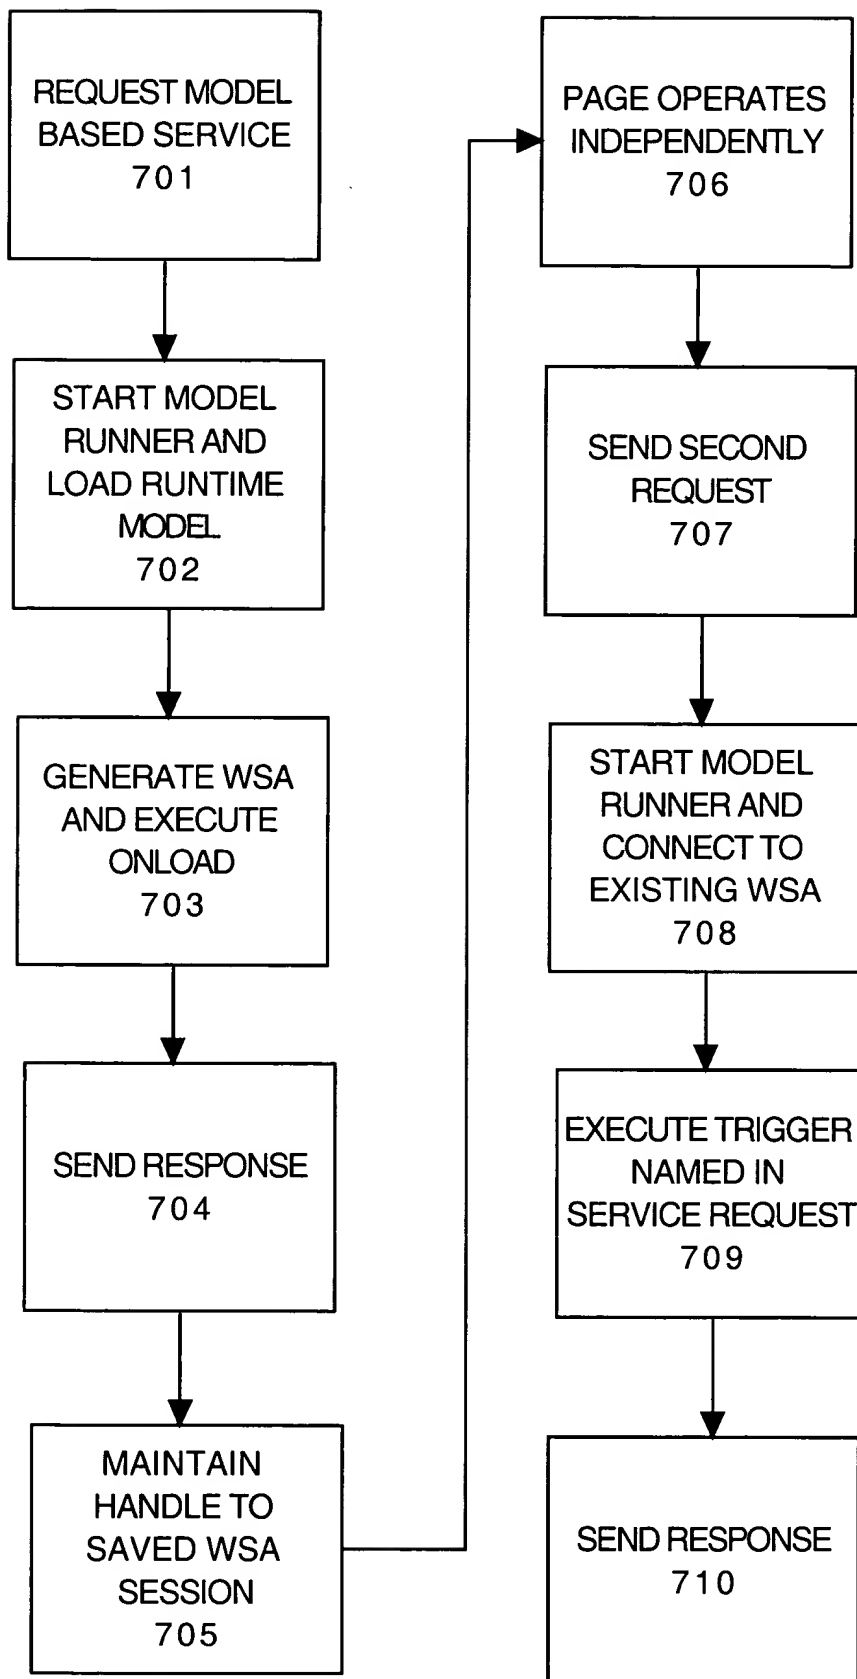 REQUEST MODEL
BASED SERVICE
701
START MODEL
RUNNER AND
LOAD RUNTIME
MODEL
702
GENERATE WSA
AND EXECUTE
ONLOAD
703
SEND RESPONSE
704
MAINTAIN
HANDLE TO
SAVED WSA
SESSION
705
PAGE OPERATES
INDEPENDENTLY
706
SEND SECOND
REQUEST
707
START MODEL
RUNNER AND
CONNECT TO
EXISTING WSA
708
EXECUTE TRIGGER
NAMED IN
SERVICE REQUEST
709
SEND RESPONSE
710